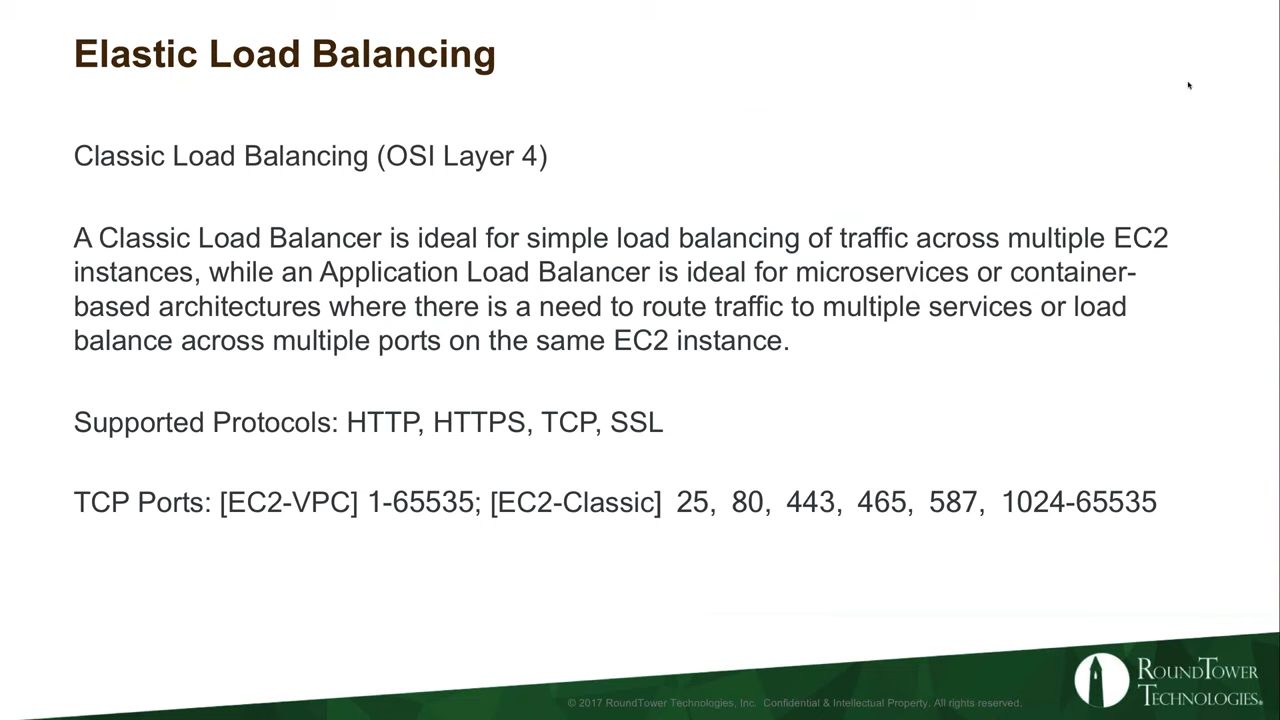 Elastic Load Balancing
Classic Load Balancing (OSI Layer 4)
A Classic Load Balancer is ideal for simple load balancing of traffic across multiple EC2
instances, while an Application Load Balancer is ideal for microservices or container-
based architectures where there is a need to route traffic to multiple services or load
balance across multiple ports on the same EC2 instance.
Supported Protocols: HTTP, HTTPS, TCP, SSL
TCP Ports: [EC2-VPC] 1-65535; [EC2-Classic] 25, 80, 443, 465, 587, 1024-65535
© 2017 RoundTower Technologies, Inc. Confidential & Intellectual Property. All rights reserved.
ROUNDTOWER
TECHNOLOGIES®